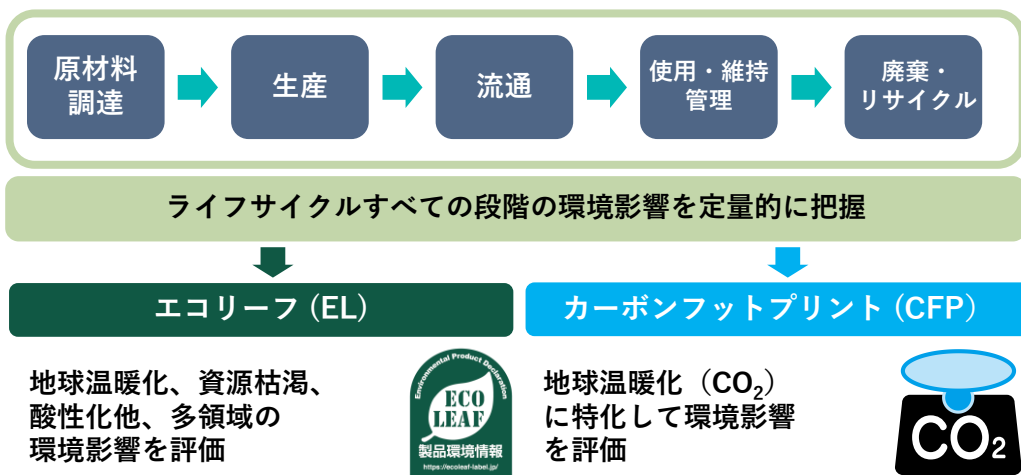 原材料
調達
生産
流通
使用・維持
管理
廃棄・
リサイクル
ライフサイクルすべての段階の環境影響を定量的に把握
エコリーフ (EL)
カーボンフットプリント (CFP)
地球温暖化、資源枯渇、
酸性化他、多領域の
環境影響を評価
Environmental Product Declaration
ECO
LEAF
製品環境情報
https://ecoleaf-label.jp/
地球温暖化（CO₂）
に特化して環境影響
を評価
CO₂